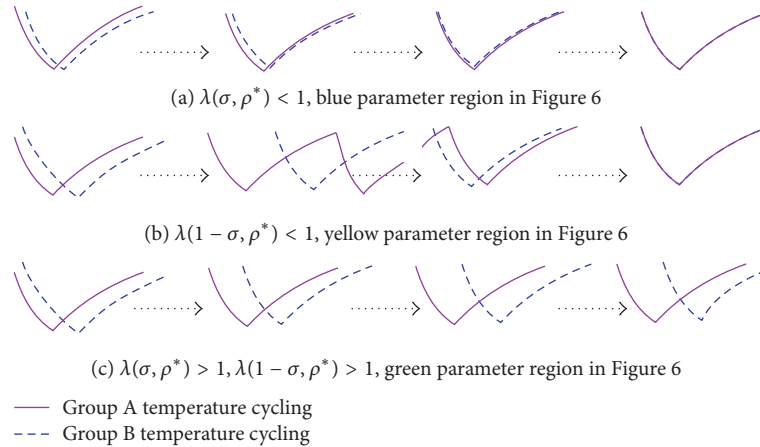 (a) λ(σ, ρ*) < 1, blue parameter region in Figure 6
(b) λ(1 − σ, ρ*) < 1, yellow parameter region in Figure 6
(c) λ(σ, ρ*) > 1, λ(1 − σ, ρ*) > 1, green parameter region in Figure 6
Group A temperature cycling
Group B temperature cycling